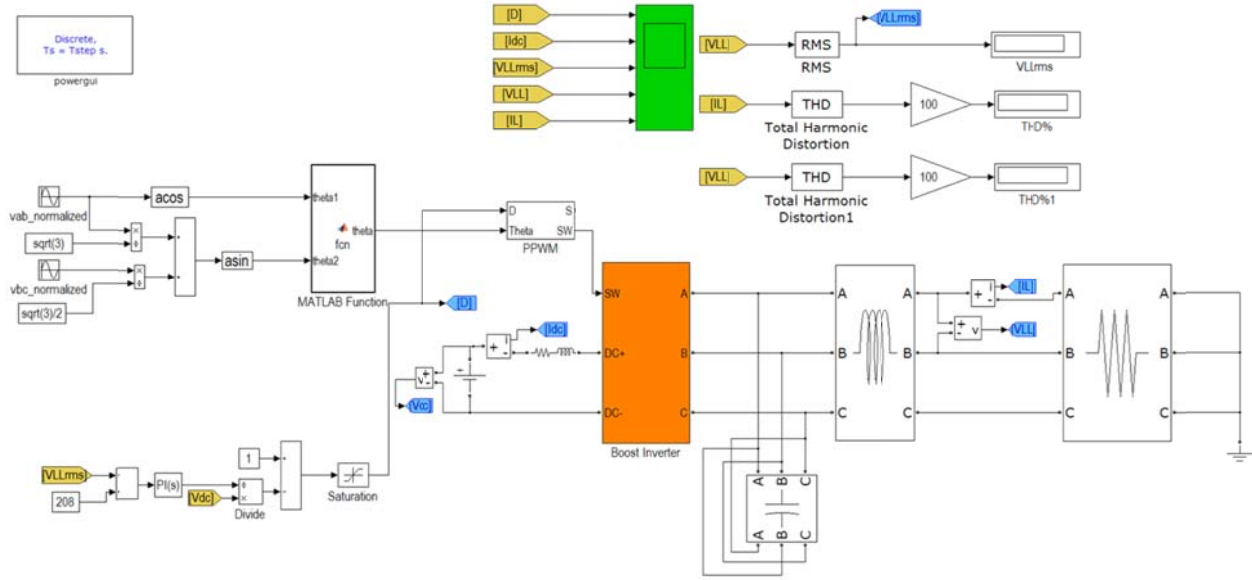 Discrete,
Ts = Tstep s.
powergui
[D]
[Idc]
[VLLrms]
[VLL]
[IL]
[VLL]
RMS
RMS
[VLLrms]
VLLrms
[IL]
THD
Total Harmonic
Distortion
100
THD%
[VLL]
THD
Total Harmonic
Distortion1
100
THD%1
vab_normalized
acos
sqrt(3)
vbc_normalized
sqrt(3)/2
asin
theta1
theta2
theta
fcn
MATLAB Function
D
Theta
S
SW
PPWM
[D]
[Idc]
+
-
i
v
+
-
SW
DC+
DC-
A
B
C
Boost Inverter
A
B
C
A
B
C
+
-
i
[IL]
+
-
v
[VLL]
A
B
C
A
B
C
A
B
C
A
B
C
[VLLrms]
208
PI(s)
[Vdc]
÷
×
Divide
1
Saturation